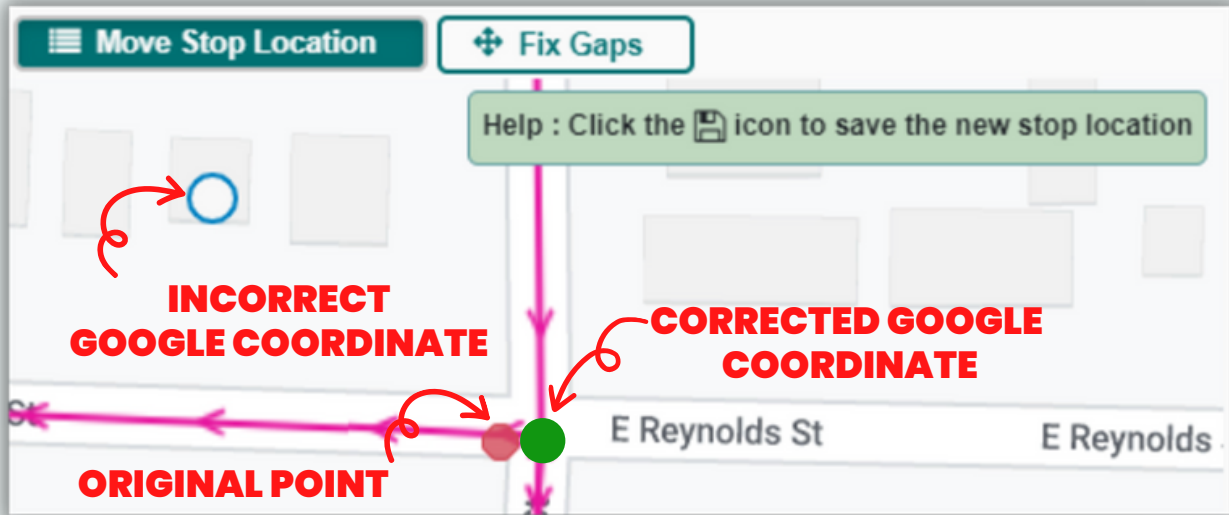 Move Stop Location
Fix Gaps
Help : Click the icon to save the new stop location
INCORRECT
GOOGLE COORDINATE
CORRECTED GOOGLE
COORDINATE
St
E Reynolds St
E Reynolds
ORIGINAL POINT